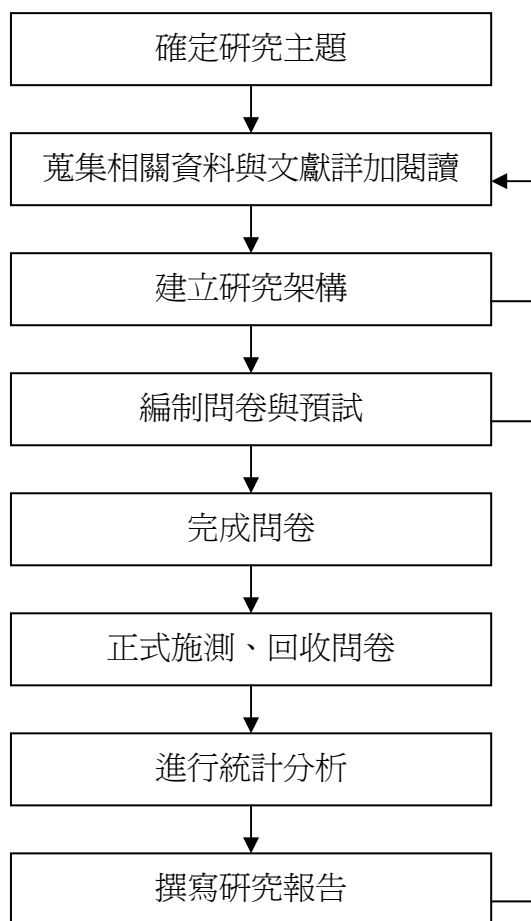 確定研究主題
蒐集相關資料與文獻詳加閱讀
建立研究架構
編制問卷與預試
完成問卷
正式施測、回收問卷
進行統計分析
撰寫研究報告